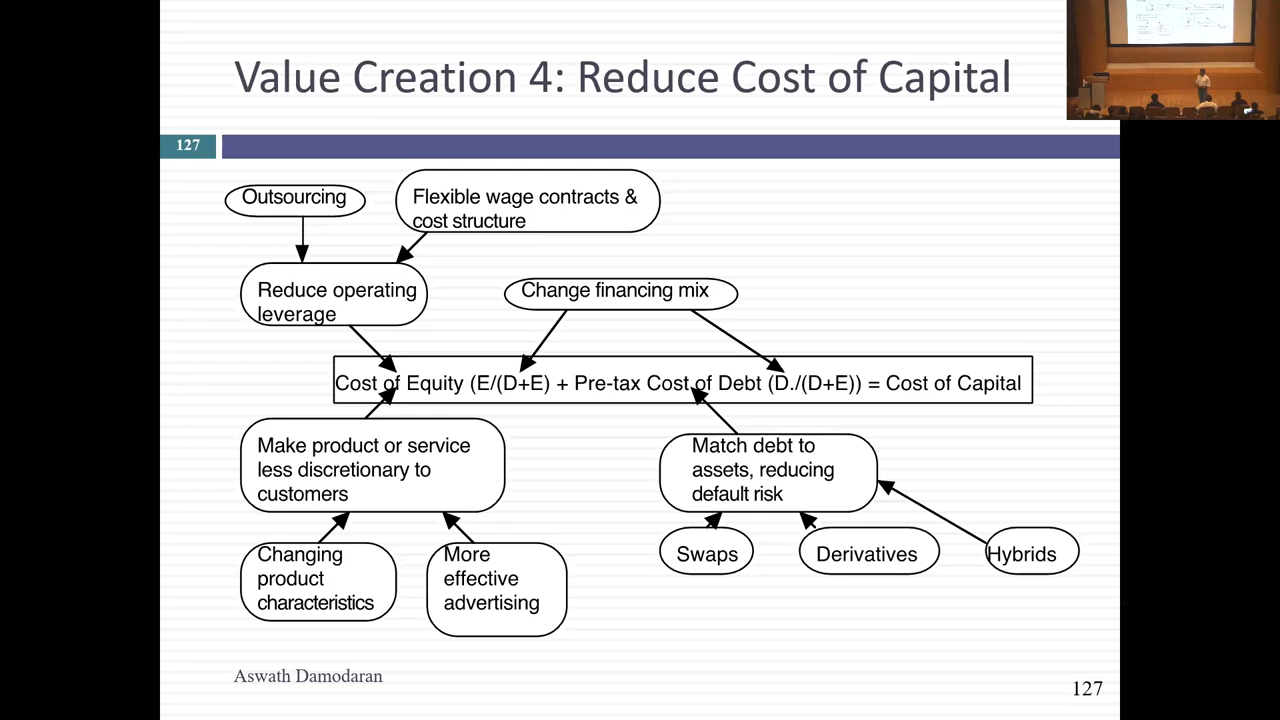 Value Creation 4: Reduce Cost of Capital
127
Outsourcing
Flexible wage contracts &
cost structure
Reduce operating
leverage
Change financing mix
Cost of Equity (E/(D+E) + Pre-tax Cost of Debt (D./(D+E)) = Cost of Capital
Make product or service
less discretionary to
customers
Match debt to
assets, reducing
default risk
Changing
product
characteristics
More
effective
advertising
Swaps
Derivatives
Hybrids
Aswath Damodaran
127